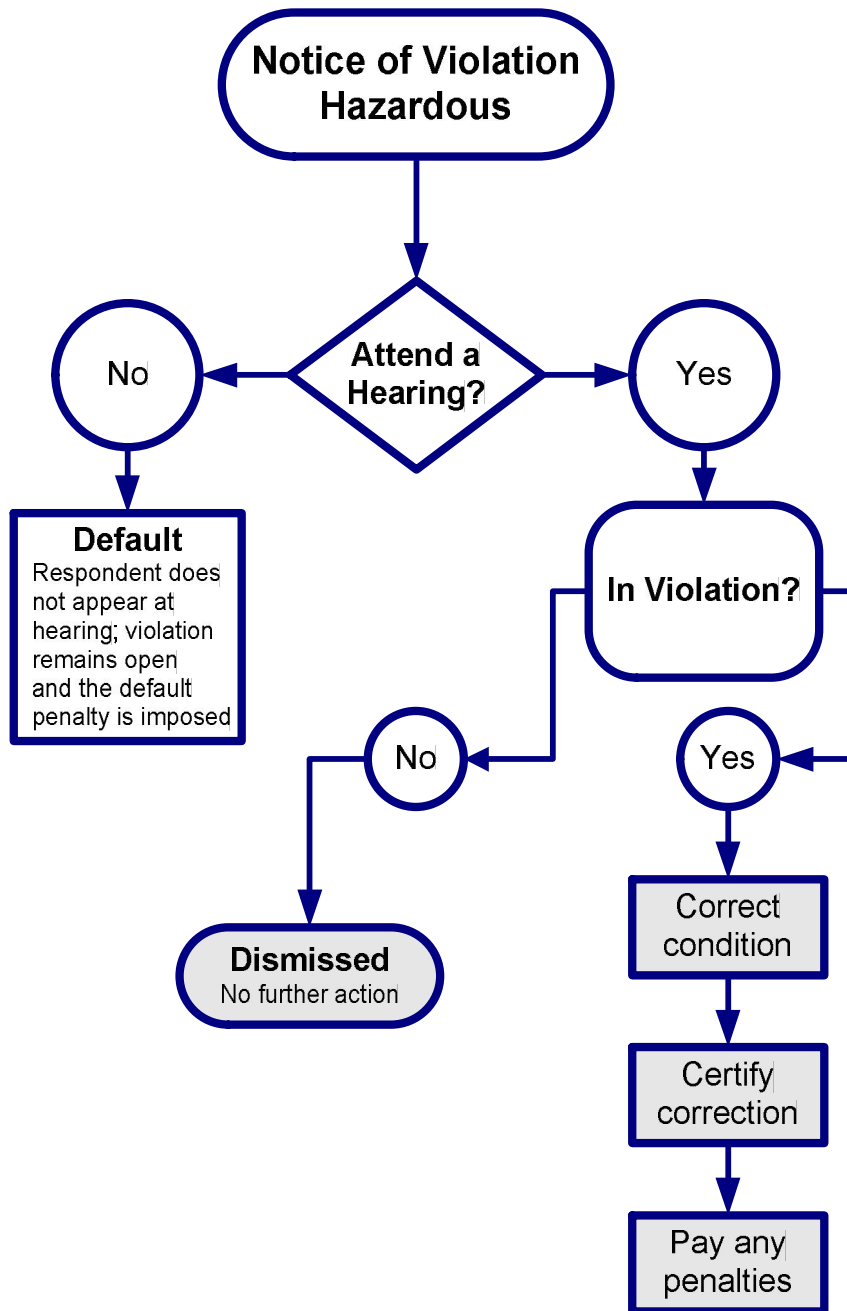 Notice of Violation
Hazardous
Attend a
Hearing?
No
Yes
Default
Respondent does
not appear at
hearing; violation
remains open
and the default
penalty is imposed
In Violation?
No
Yes
Dismissed
No further action
Correct
condition
Certify
correction
Pay any
penalties